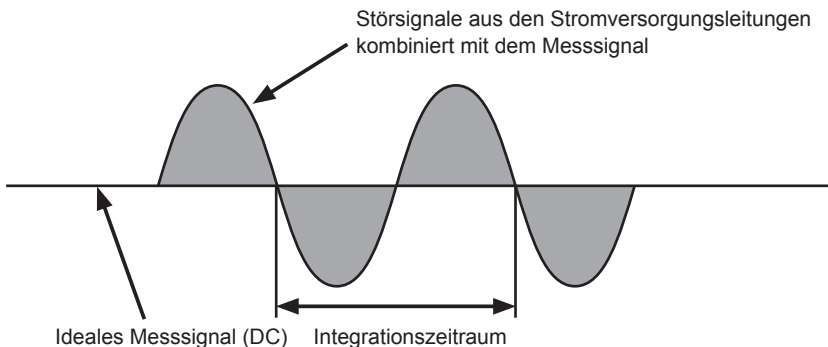 Störsignale aus den Stromversorgungsleitungen
kombiniert mit dem Messsignal
Ideales Messsignal (DC)
Integrationszeitraum